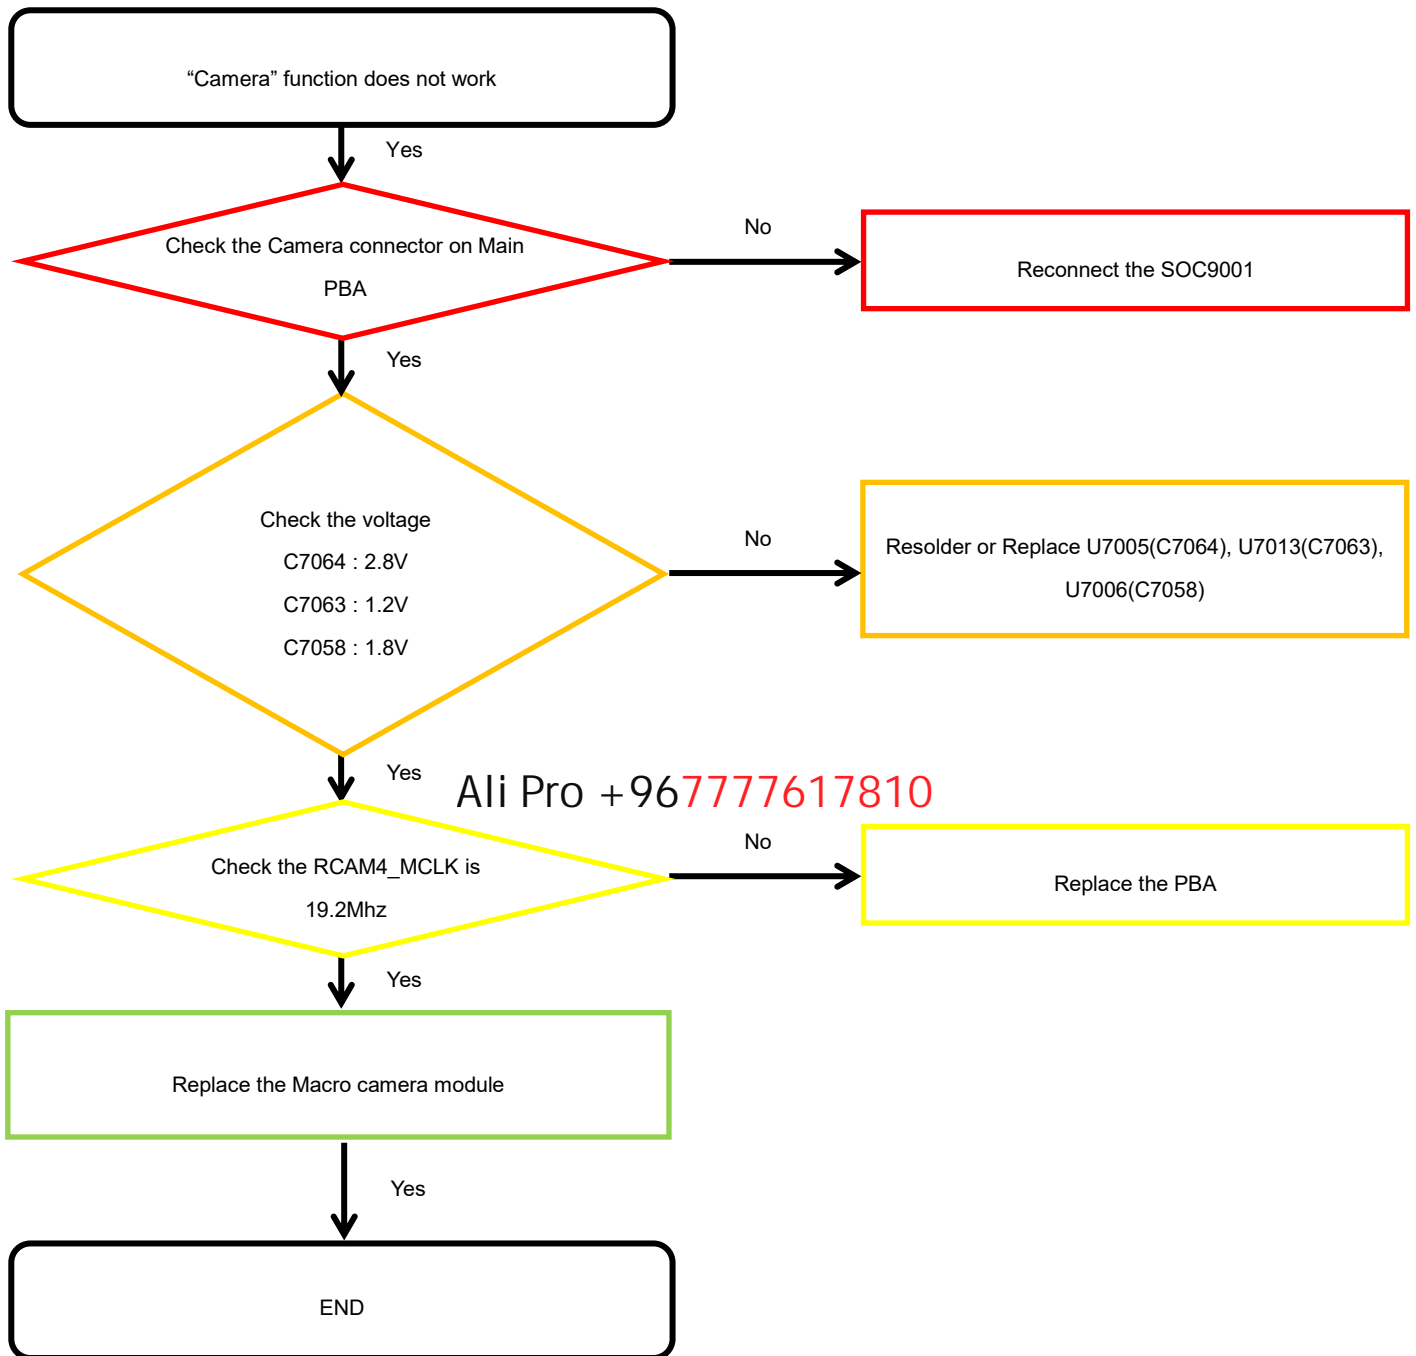 “Camera” function does not work
Yes
Check the Camera connector on Main
PBA
No
Reconnect the SOC9001
Yes
Check the voltage
C7064 : 2.8V
C7063 : 1.2V
C7058 : 1.8V
No
Resolder or Replace U7005(C7064), U7013(C7063),
U7006(C7058)
Yes
Ali Pro +967777617810
Check the RCAM4_MCLK is
19.2Mhz
No
Replace the PBA
Yes
Replace the Macro camera module
Yes
END